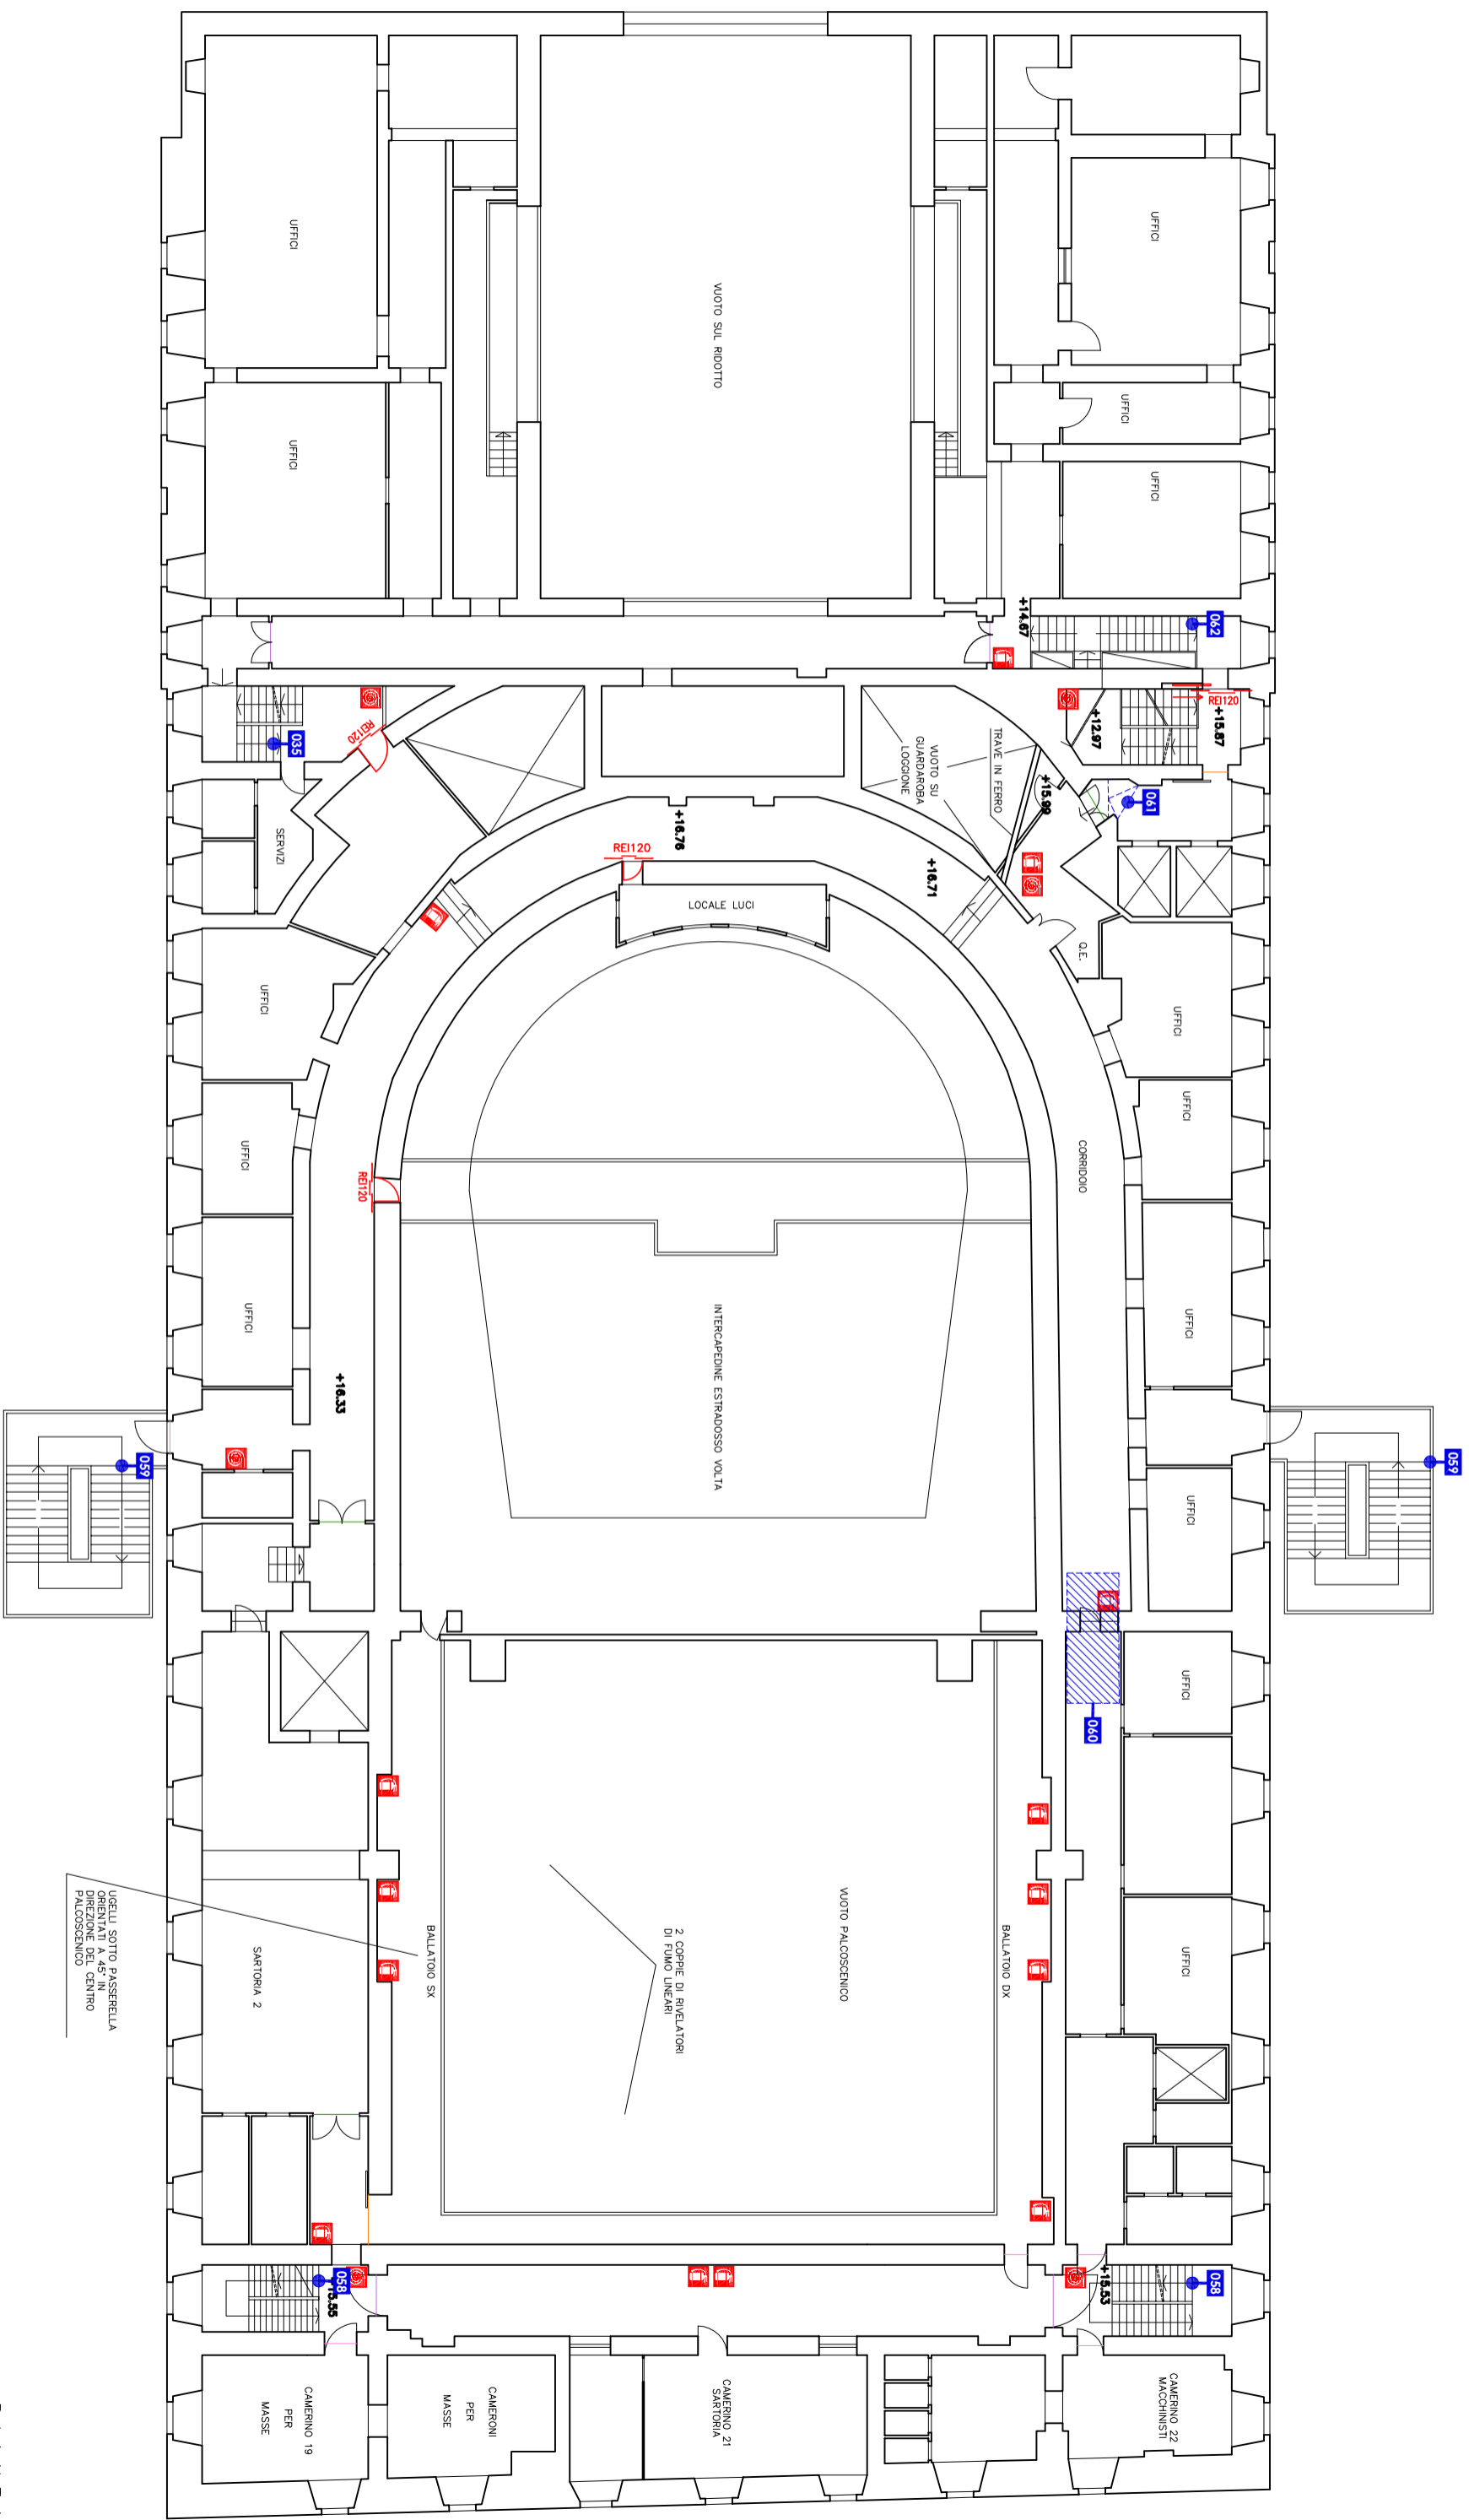 UFFICI
UFFICI
UFFICI
UFFICI
UFFICI
UFFICI
VUOTO SUL RIDOTTO
+14.67
062
REI120
+15.87
+12.97
035
REI120
TRAVE IN FERRO
VUOTO SU
GUARDAROBA
LOGGIONE
+15.99
061
SERVIZI
+16.76
REI120
+16.71
LOCALE LUCI
Q.E.
UFFICI
UFFICI
UFFICI
UFFICI
CORRIDOIO
REI120
UFFICI
UFFICI
INTERCAPEDINE ESTRADOSSO VOLTA
+16.33
059
059
UFFICI
UFFICI
060
UFFICI
VUOTO PALCOSCENICO
BALLATOIO SX
BALLATOIO DX
2 COPPIE DI RIVELATORI
DI FUMO LINEARI
SARTORIA 2
UGELLI SOTTO PASSERELLA
ORIENTATI A 45° IN
DIREZIONE DEL CENTRO
PALCOSCENICO
058
+15.55
+15.53
058
CAMERINO 19
PER
MASSE
CAMERONI
PER
MASSE
CAMERINO 21
SARTORIA
CAMERINO 22
MACCHINISTI